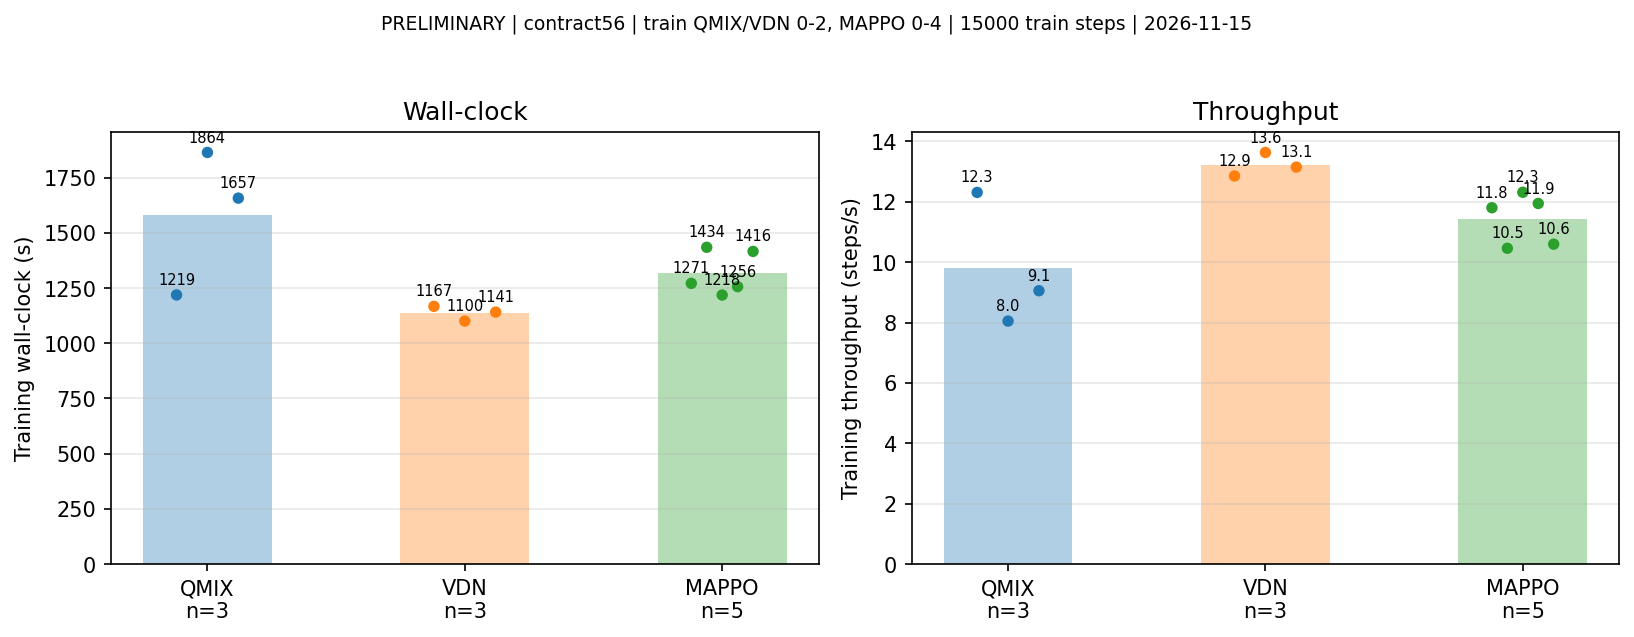 PRELIMINARY | contract56 | train QMIX/VDN 0-2, MAPPO 0-4 | 15000 train steps | 2026-11-15
Wall-clock
Training wall-clock (s)
1750
1500
1250
1000
750
500
250
0
1219
1864
1657
1167
1100
1141
1271
1434
1218
1256
1416
QMIX
n=3
VDN
n=3
MAPPO
n=5
Throughput
Training throughput (steps/s)
14
12
10
8
6
4
2
0
12.3
8.0
9.1
12.9
13.6
13.1
11.8
10.5
12.3
11.9
10.6
QMIX
n=3
VDN
n=3
MAPPO
n=5